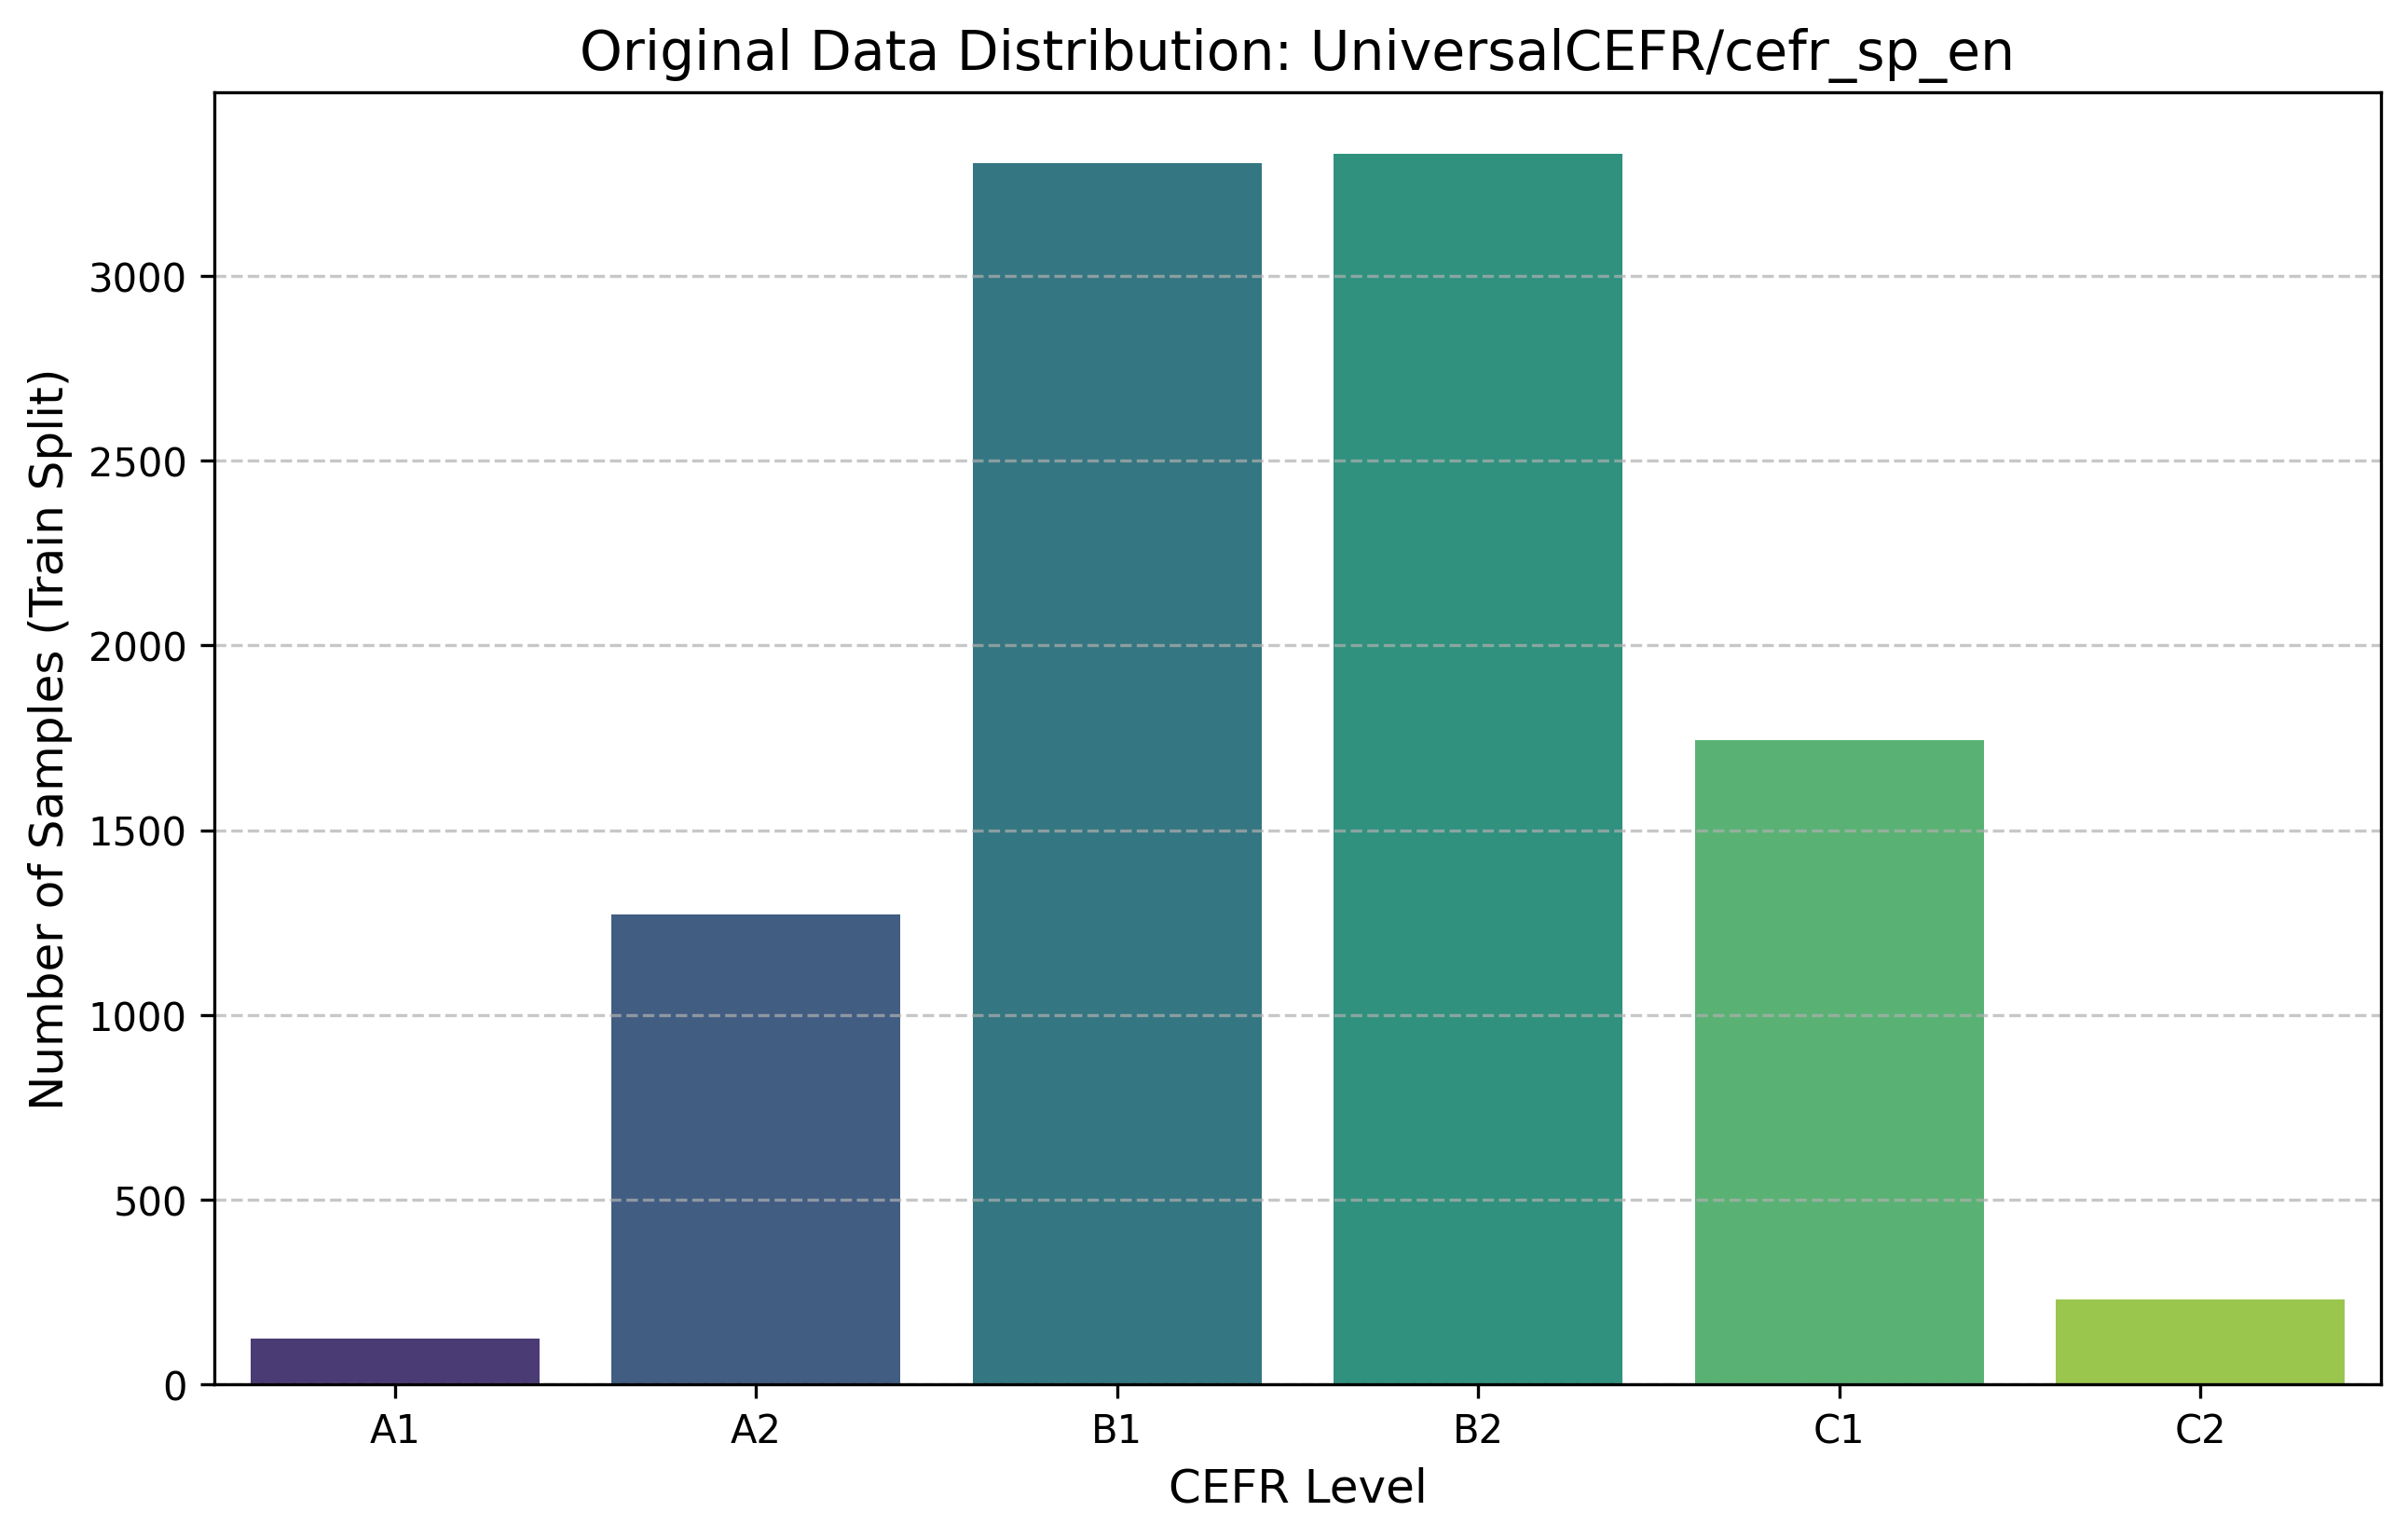 Original Data Distribution: UniversalCEFR/cefr_sp_en
Number of Samples (Train Split)
3000
2500
2000
1500
1000
500
0
A1 A2 B1 B2 C1 C2
CEFR Level